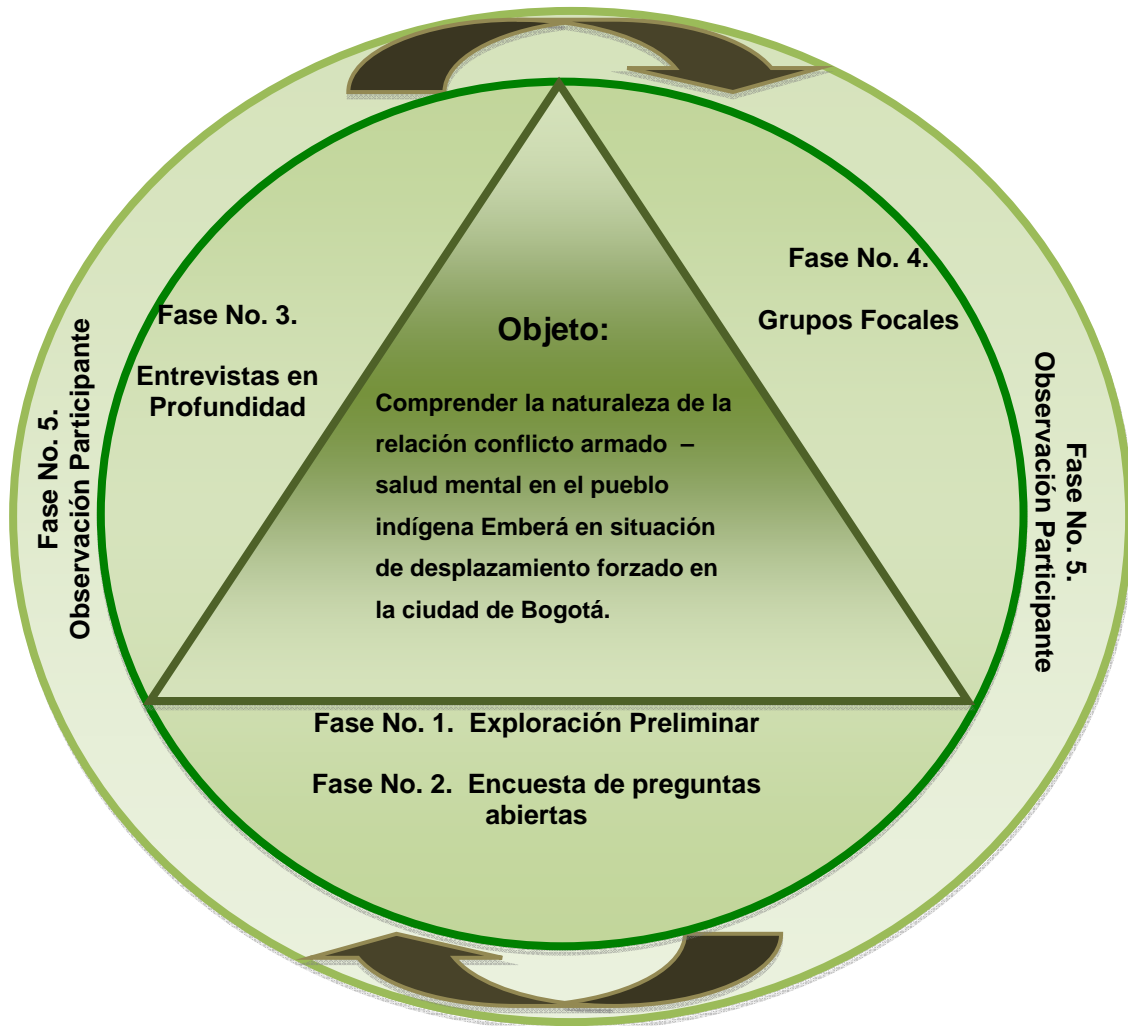 Fase No. 4.
Grupos Focales
Fase No. 3.
Entrevistas en
Profundidad
Objeto:
Comprender la naturaleza de la
relación conflicto armado –
salud mental en el pueblo
indígena Emberá en situación
de desplazamiento forzado en
la ciudad de Bogotá.
Fase No. 5.
Observación Participante
Fase No. 5.
Observación Participante
Fase No. 1. Exploración Preliminar
Fase No. 2. Encuesta de preguntas
abiertas